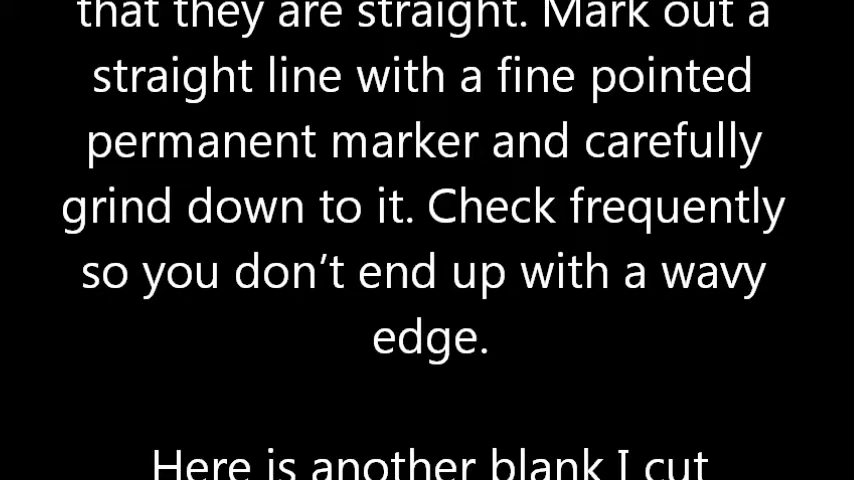 that they are straight. Mark out a
straight line with a fine pointed
permanent marker and carefully
grind down to it. Check frequently
so you don’t end up with a wavy
edge.
Here is another blank I cut